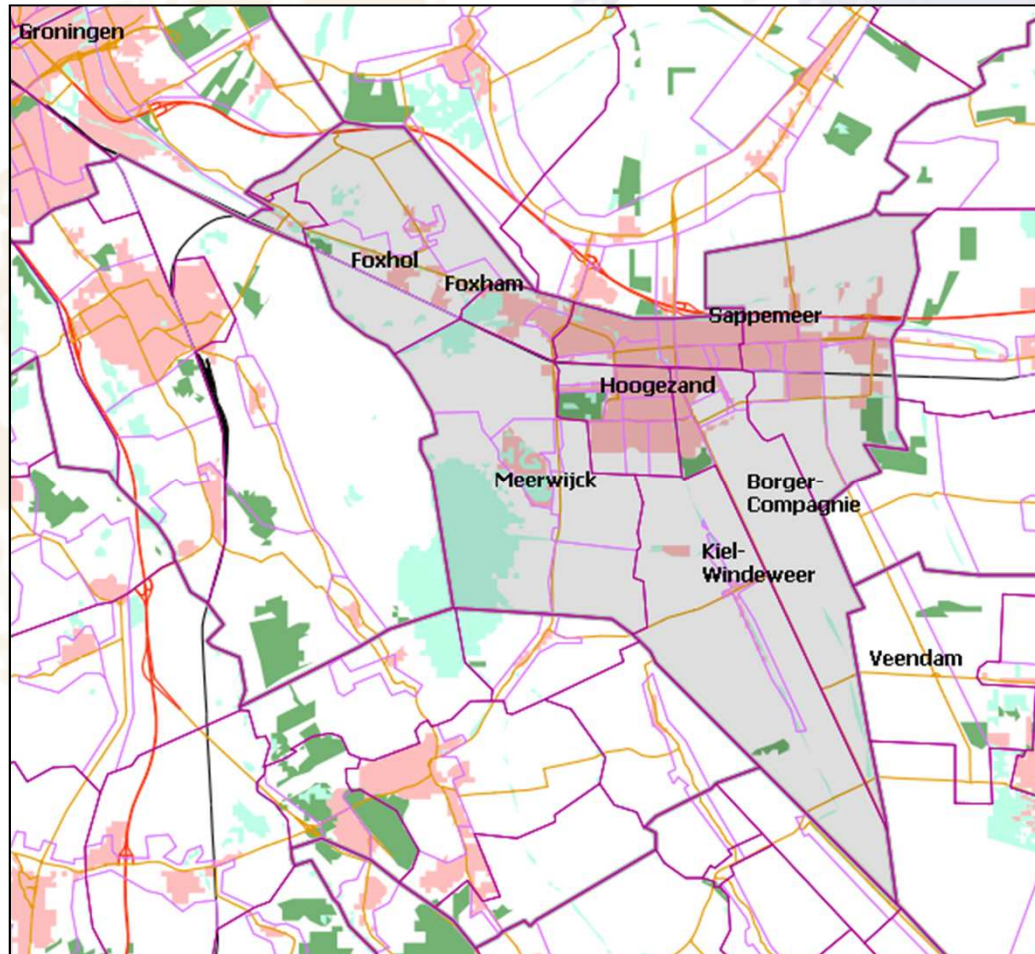 Groningen
Foxhol
Foxham
Sappemeer
Hoogezand
Meerwijck
Borger-
Compagnie
Kiel-
Windeweer
Veendam